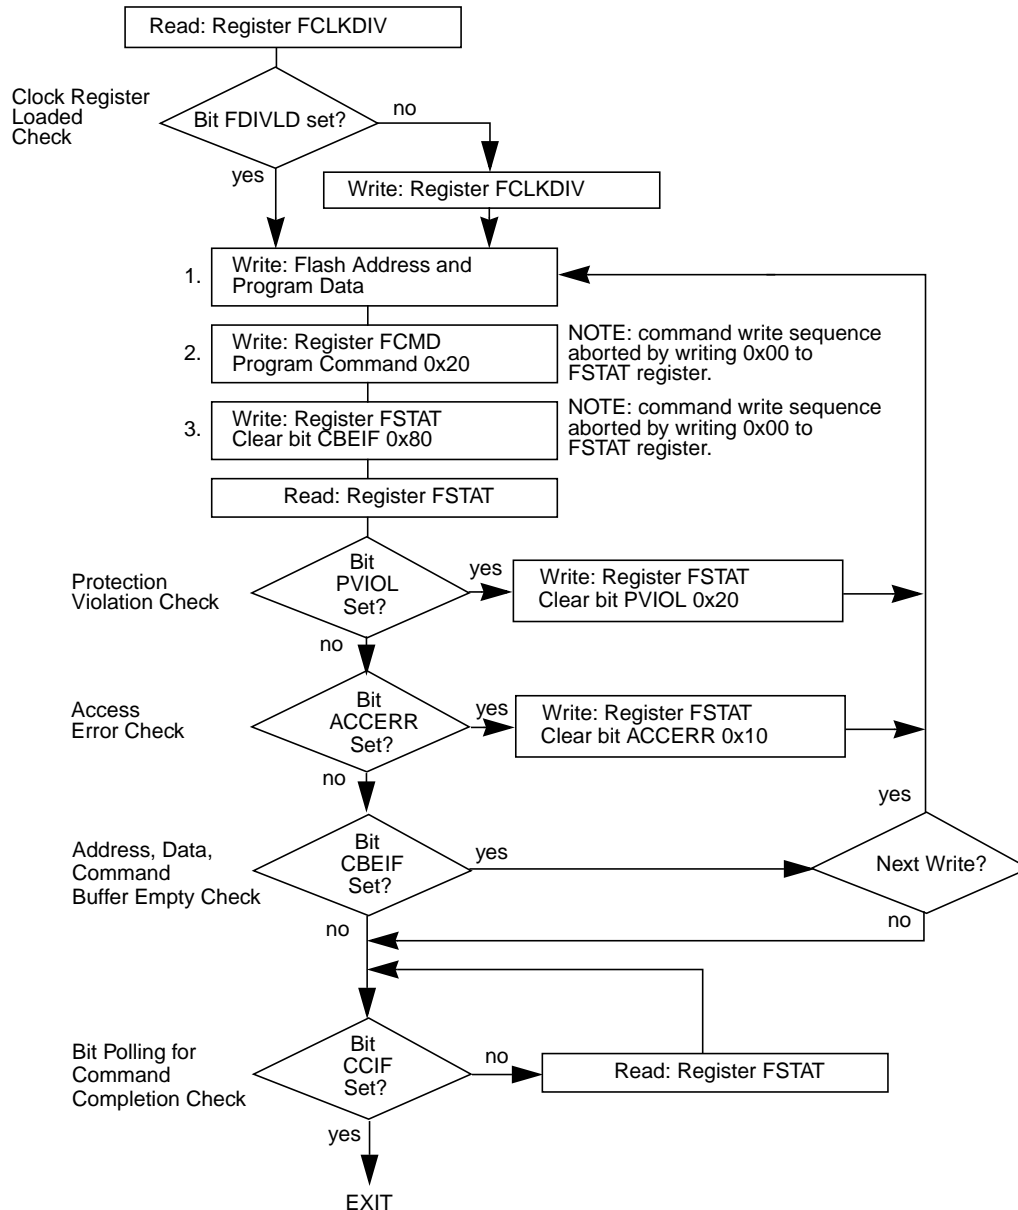 Read: Register FCLKDIV
Clock Register
Loaded
Check
Bit FDIVLD set?
no
yes
Write: Register FCLKDIV
1.
Write: Flash Address and
Program Data
2.
Write: Register FCMD
Program Command 0x20
NOTE: command write sequence
aborted by writing 0x00 to
FSTAT register.
3.
Write: Register FSTAT
Clear bit CBEIF 0x80
NOTE: command write sequence
aborted by writing 0x00 to
FSTAT register.
Read: Register FSTAT
Protection
Violation Check
Bit
PVIOL
Set?
yes
Write: Register FSTAT
Clear bit PVIOL 0x20
no
Access
Error Check
Bit
ACCERR
Set?
yes
Write: Register FSTAT
Clear bit ACCERR 0x10
no
yes
Address, Data,
Command
Buffer Empty Check
Bit
CBEIF
Set?
yes
Next Write?
no
no
Bit Polling for
Command
Completion Check
Bit
CCIF
Set?
no
Read: Register FSTAT
yes
EXIT